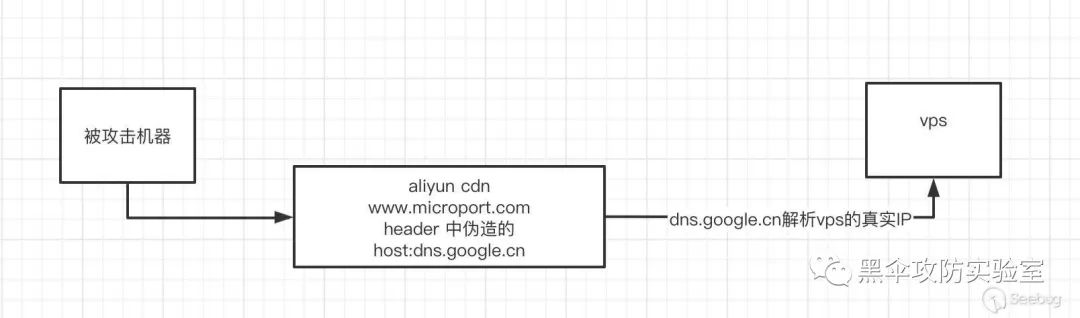 被攻击机器
aliyun cdn
www.microport.com
header 中伪造的
host:dns.google.cn
vps
dns.google.cn解析vps的真实IP
黑伞攻防实验室
Seebug